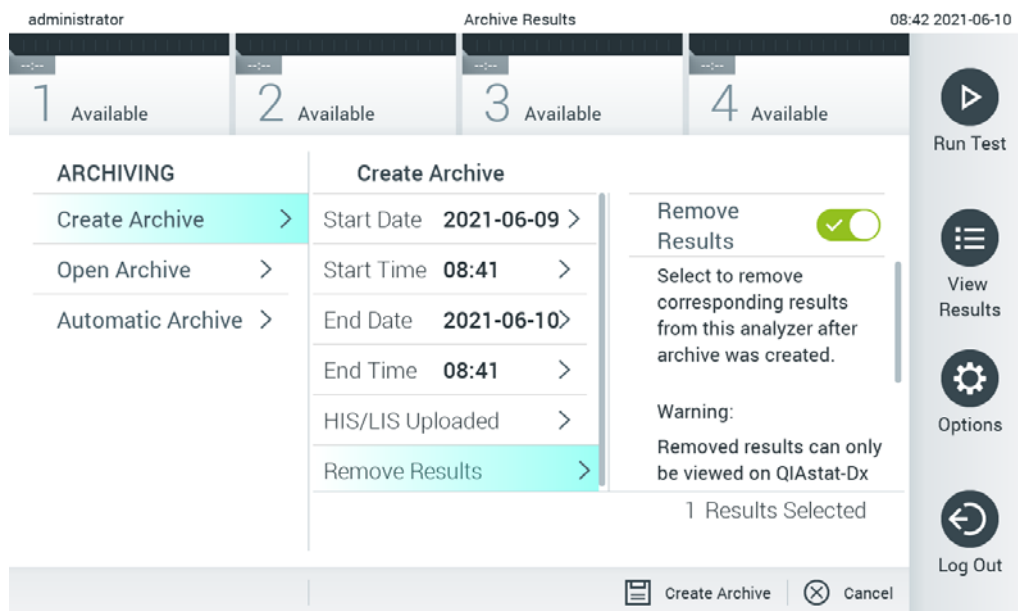 administrator
Archive Results
08:42 2021-06-10
--:--
1 Available
--:--
2 Available
--:--
3 Available
--:--
4 Available
Run Test
View
Results
Options
Log Out
ARCHIVING
Create Archive
Open Archive
Automatic Archive
Create Archive
Start Date 2021-06-09
Start Time 08:41
End Date 2021-06-10
End Time 08:41
HIS/LIS Uploaded
Remove Results
Remove
Results
Select to remove
corresponding results
from this analyzer after
archive was created.
Warning:
Removed results can only
be viewed on QIAstat-Dx
1 Results Selected
Create Archive
Cancel